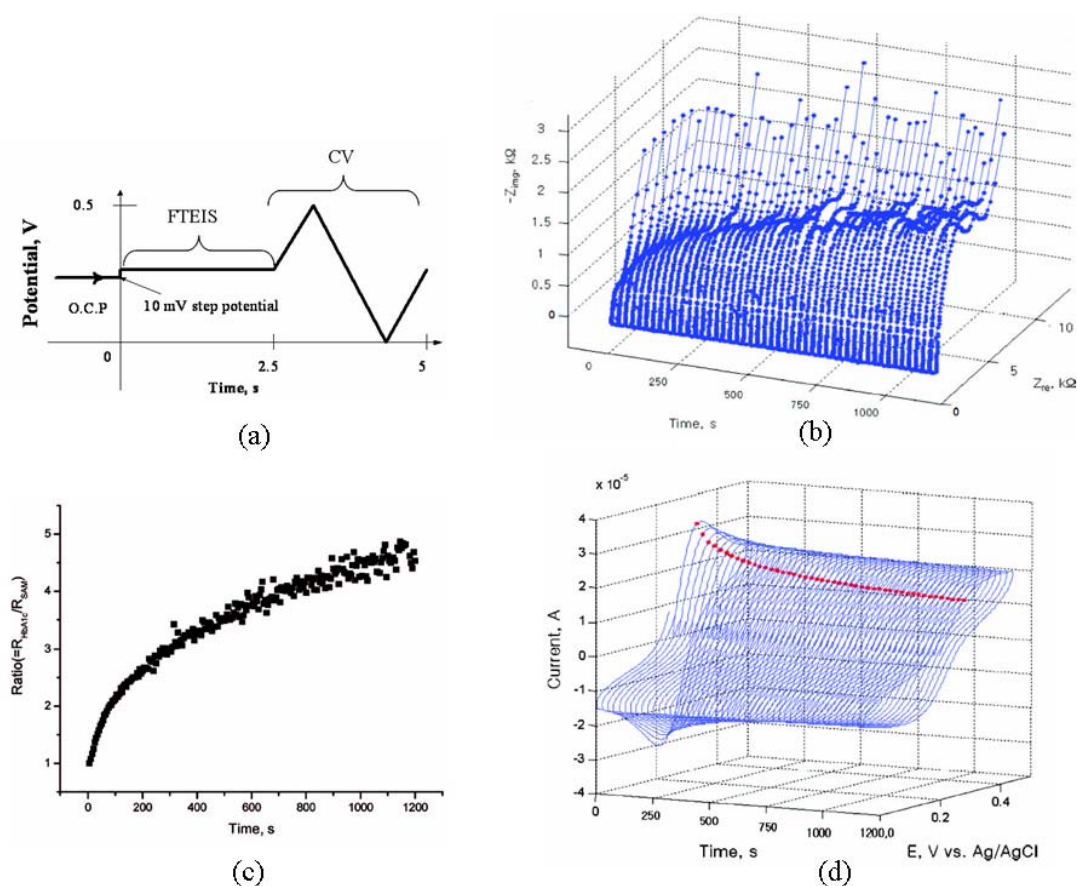 CV
0.5
FTEIS
Potential, V
O.C.P
10 mV step potential
0
2.5
5
Time, s
(a)
3
2.5
2
1.5
1
0.5
0
-Zimg, kΩ
0
250
500
750
1000
Time, s
0
5
10
Zre, kΩ
(b)
5
4
3
2
1
Ratio(=RHbA1c/RSAM)
0
200
400
600
800
1000
1200
Time, s
(c)
x 10-5
4
3
2
1
0
-1
-2
-3
-4
Current, A
0
250
500
750
1000
1200,0
0.2
0.4
Time, s
E, V vs. Ag/AgCl
(d)